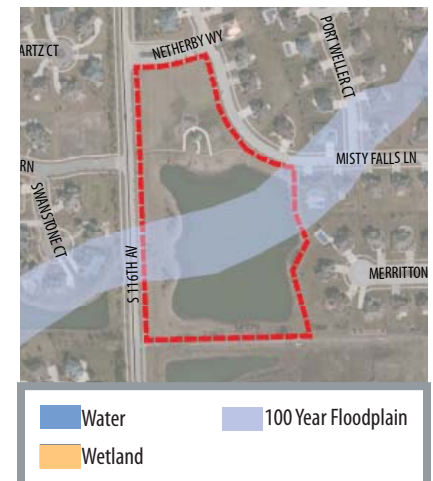 ARTZ CT
NETHERBY WY
PORT WELLER CT
RN
MISTY FALLS LN
SWANSTONE CT
S 116TH AV
MERRITTON
Water
100 Year Floodplain
Wetland